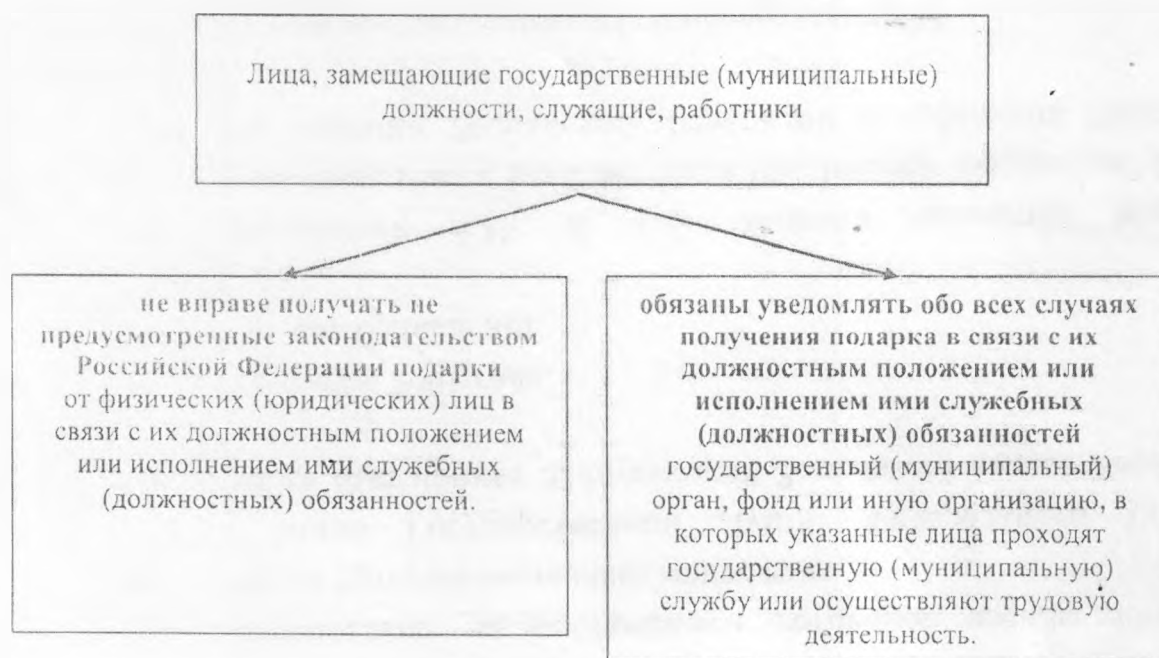 Лица, замещающие государственные (муниципальные)
должности, служащие, работники
не вправе получать не
предусмотренные законодательством
Российской Федерации подарки
от физических (юридических) лиц в
связи с их должностным положением
или исполнением ими служебных
(должностных) обязанностей.
обязаны уведомлять обо всех случаях
получения подарка в связи с их
должностным положением или
исполнением ими служебных
(должностных) обязанностей
государственный (муниципальный)
орган, фонд или иную организацию, в
которых указанные лица проходят
государственную (муниципальную)
службу или осуществляют трудовую
деятельность.